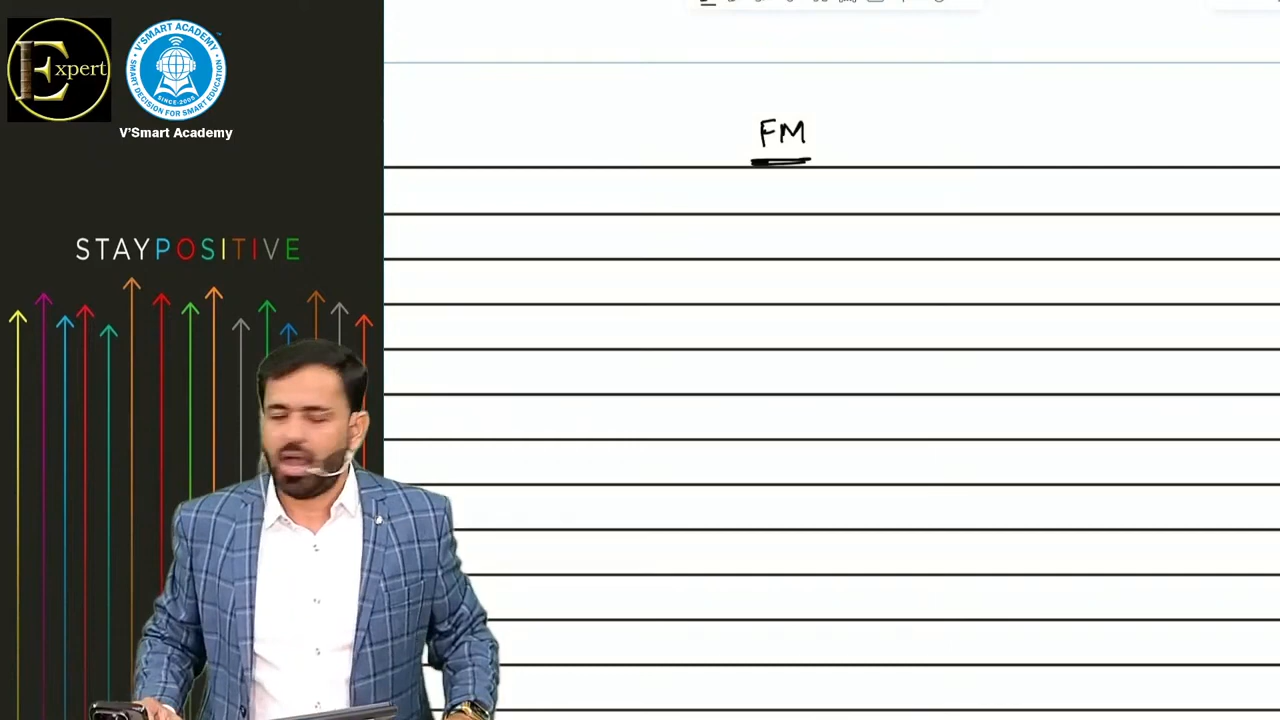 Expert
V'SMART ACADEMY
SINCE-2005
SMART DECISION FOR SMART EDUCATION
V'Smart Academy
FM
STAYPOSITIVE